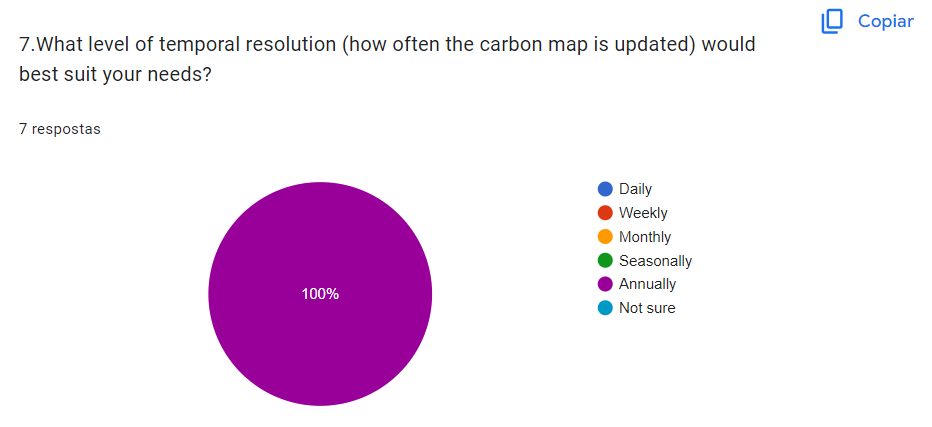 Copiar
7.What level of temporal resolution (how often the carbon map is updated) would
best suit your needs?
7 respostas
100%
Daily
Weekly
Monthly
Seasonally
Annually
Not sure